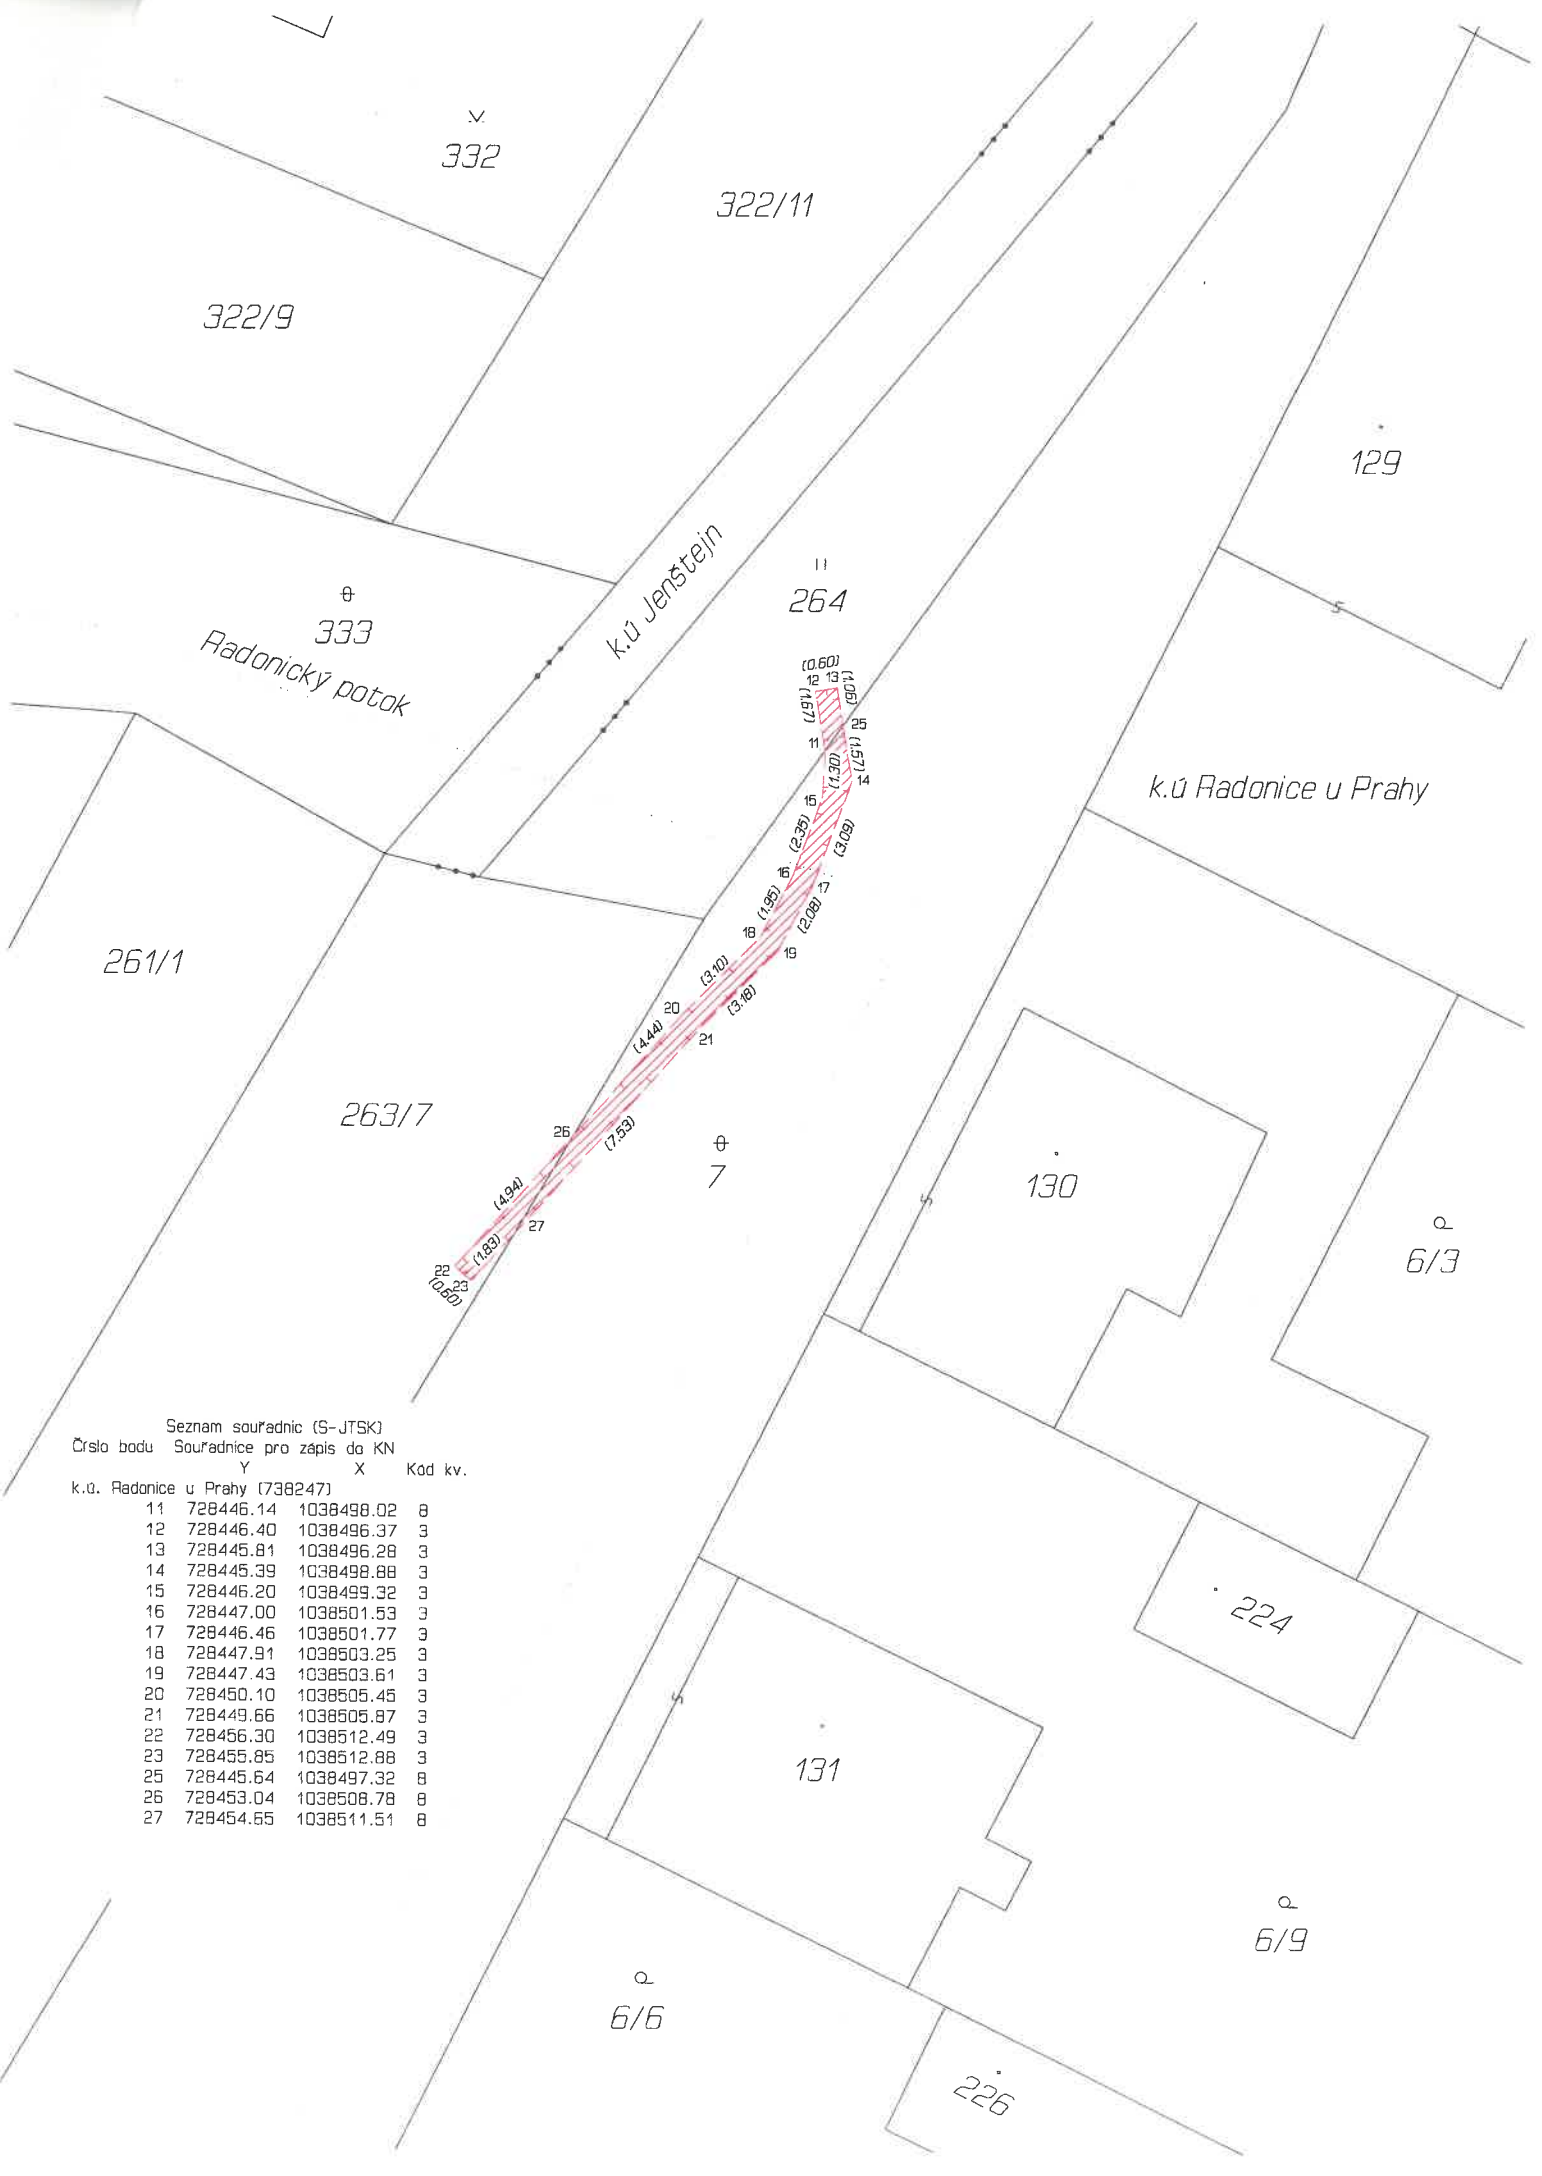 332
322/11
322/9
129
k.ú Jenštejn
264
333
Radonický potok
(0.60)
12 13
(1.06)
(1.67)
25
11
(1.57)
(1.30)
14
15
k.ú Radonice u Prahy
(2.35)
(3.09)
16
17
(1.95)
(2.08)
18
19
261/1
(3.10)
(3.18)
20
(4.44)
21
263/7
26
(7.53)
7
130
(4.94)
27
6/3
(1.83)
22
23
(0.60)
Seznam souřadnic (S-JTSK)
Číslo bodu Souřadnice pro zápis do KN
Y X Kód kv.
k.ú. Radonice u Prahy [738247]
11 728446.14 1038498.02 8
12 728446.40 1038496.37 3
13 728445.81 1038496.28 3
14 728445.39 1038498.88 3
15 728446.20 1038499.32 3
16 728447.00 1038501.53 3
17 728446.46 1038501.77 3
18 728447.91 1038503.25 3
19 728447.43 1038503.61 3
20 728450.10 1038505.45 3
21 728449.66 1038505.87 3
22 728456.30 1038512.49 3
23 728455.85 1038512.88 3
25 728445.64 1038497.32 8
26 728453.04 1038508.78 8
27 728454.65 1038511.51 8
224
131
6/9
6/6
226